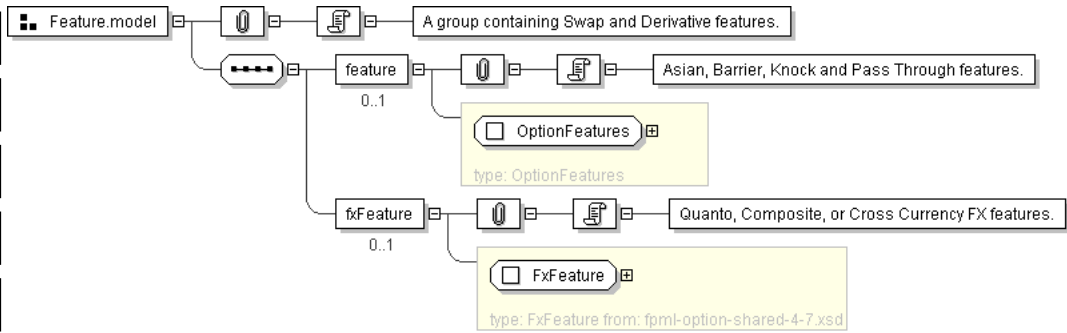 Feature.model
A group containing Swap and Derivative features.
feature
Asian, Barrier, Knock and Pass Through features.
0..1
OptionFeatures
type: OptionFeatures
fxFeature
Quanto, Composite, or Cross Currency FX features.
0..1
FxFeature
type: FxFeature from: fpml-option-shared-4-7.xsd